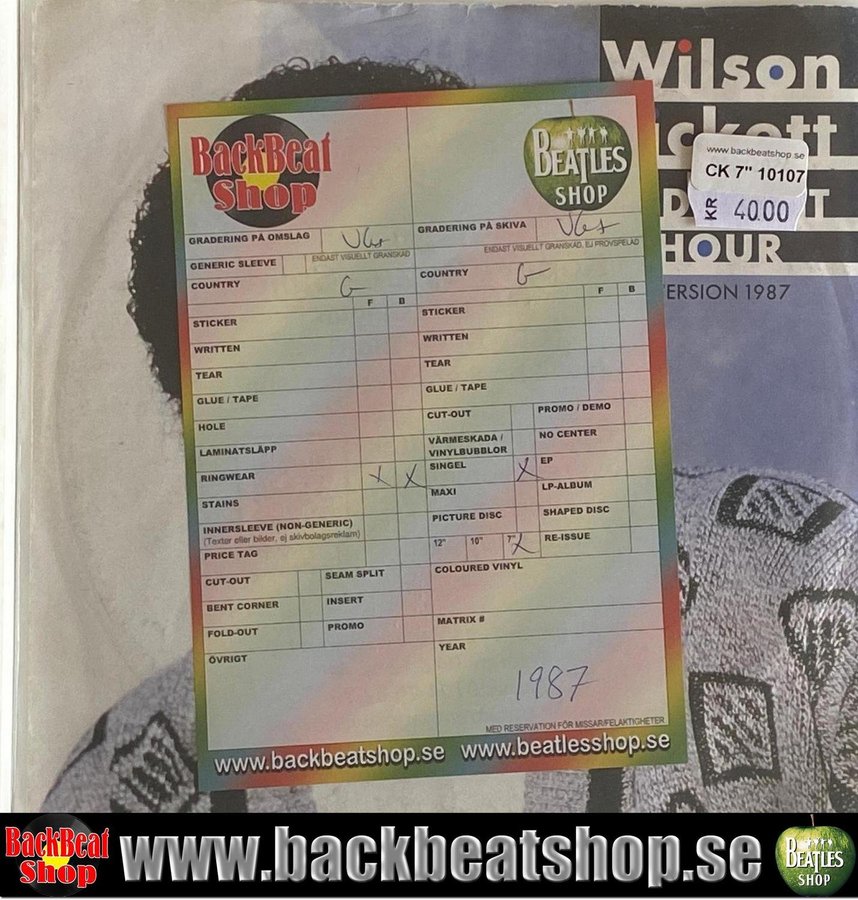 Wilson
ckett
www.backbeatshop.se
CK 7" 10107
KR 40.00
D
T
HOUR
ERSION 1987
BackBeat
Shop
BEATLES
SHOP
GRADERING PÅ OMSLAG
ENDAST VISUELLT GRANSKAD
GENERIC SLEEVE
COUNTRY G
F B
STICKER
WRITTEN
TEAR
GLUE / TAPE
HOLE
LAMINATSLÄPP
RINGWEAR X X
STAINS
INNERSLEEVE (NON-GENERIC)
(Texter eller bilder, ej skivbolagsreklam)
PRICE TAG
CUT-OUT SEAM SPLIT
BENT CORNER INSERT
FOLD-OUT PROMO
ÖVRIGT
GRADERING PÅ SKIVA
ENDAST VISUELLT GRANSKAD, EJ PROVSPELAD
COUNTRY G
F B
STICKER
WRITTEN
TEAR
GLUE / TAPE
CUT-OUT PROMO / DEMO
VÄRMESKADA /
VINYLBUBBLOR NO CENTER
SINGEL X EP
MAXI LP-ALBUM
PICTURE DISC SHAPED DISC
12" 10" 7" X RE-ISSUE
COLOURED VINYL
MATRIX #
YEAR
1987
MED RESERVATION FÖR MISSAR/FELAKTIGHETER
www.backbeatshop.se www.beatlesshop.se
BackBeat
Shop
www.backbeatshop.se
BEATLES
SHOP